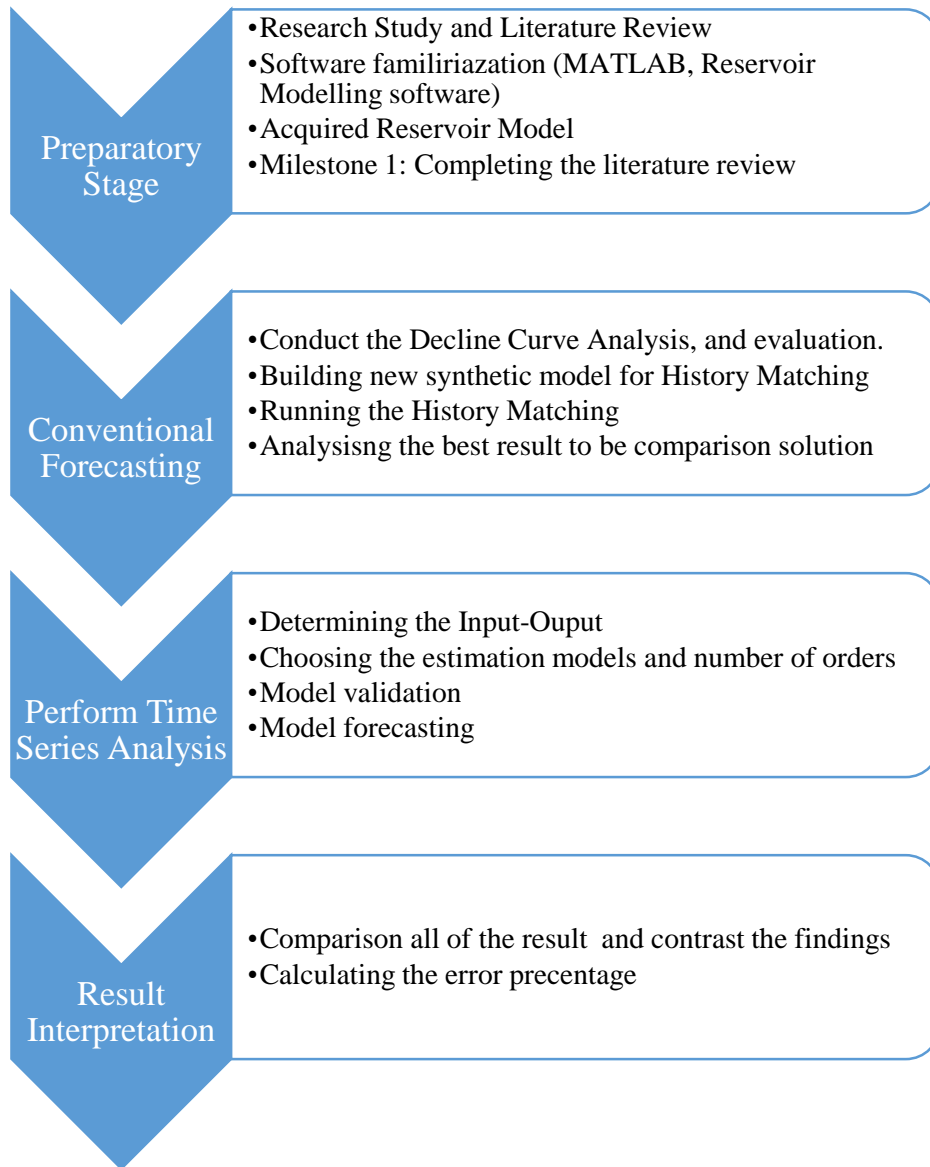 Preparatory
Stage
•Research Study and Literature Review
•Software familiriazation (MATLAB, Reservoir
Modelling software)
•Acquired Reservoir Model
•Milestone 1: Completing the literature review
Conventional
Forecasting
•Conduct the Decline Curve Analysis, and evaluation.
•Building new synthetic model for History Matching
•Running the History Matching
•Analysisng the best result to be comparison solution
Perform Time
Series Analysis
•Determining the Input-Ouput
•Choosing the estimation models and number of orders
•Model validation
•Model forecasting
Result
Interpretation
•Comparison all of the result  and contrast the findings
•Calculating the error precentage